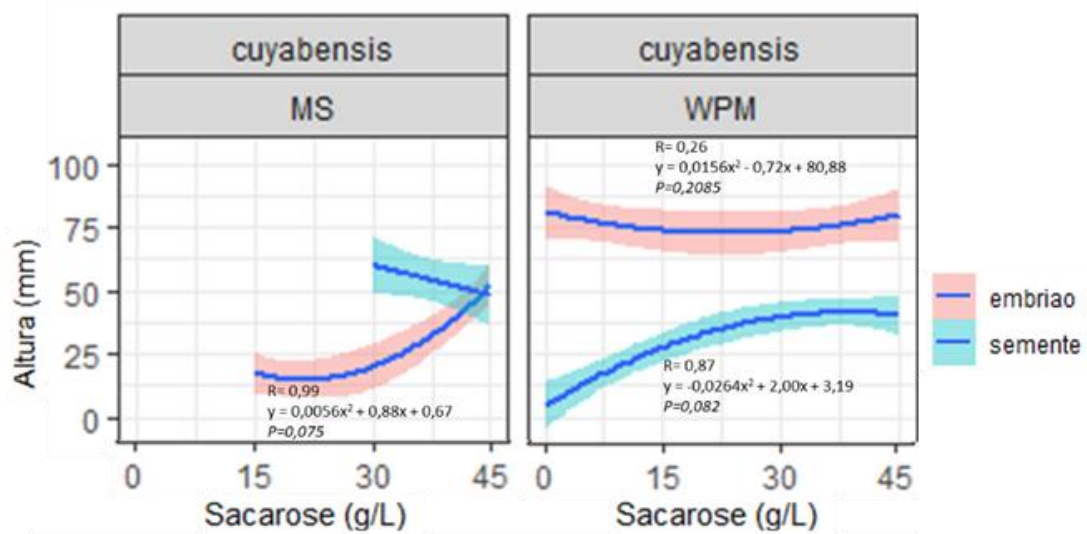 cuyabensis
MS
cuyabensis
WPM
Altura (mm)
100
75
50
25
0
R= 0,99
y = 0,0056x² + 0,88x + 0,67
P=0,075
R= 0,26
y = 0,0156x² - 0,72x + 80,88
P=0,2085
R= 0,87
y = -0,0264x² + 2,00x + 3,19
P=0,082
0 15 30 45
Sacarose (g/L)
0 15 30 45
Sacarose (g/L)
embriao
semente